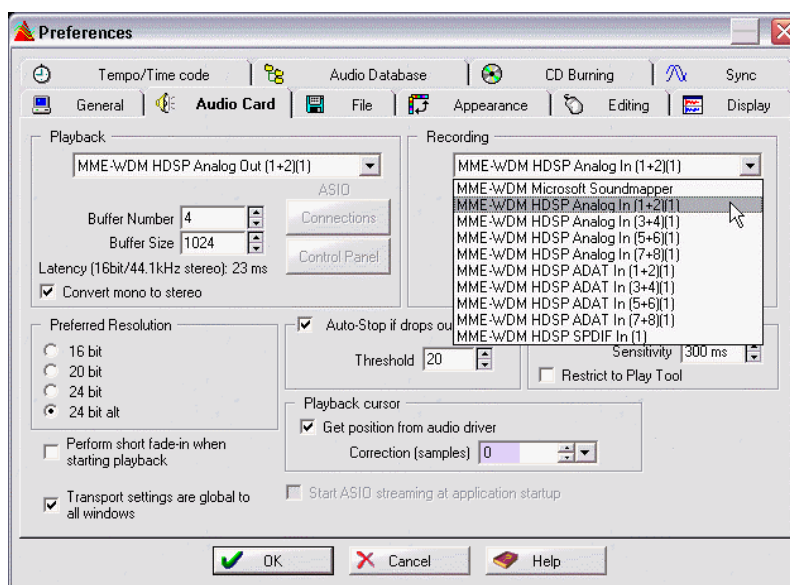 Preferences
Tempo/Time code
Audio Database
CD Burning
Sync
General
Audio Card
File
Appearance
Editing
Display
Playback
MME-WDM HDSP Analog Out (1+2)(1)
ASIO
Buffer Number 4
Connections
Buffer Size 1024
Control Panel
Latency (16bit/44.1kHz stereo): 23 ms
Convert mono to stereo
Recording
MME-WDM HDSP Analog In (1+2)(1)
MME-WDM Microsoft Soundmapper
MME-WDM HDSP Analog In (1+2)(1)
MME-WDM HDSP Analog In (3+4)(1)
MME-WDM HDSP Analog In (5+6)(1)
MME-WDM HDSP Analog In (7+8)(1)
MME-WDM HDSP ADAT In (1+2)(1)
MME-WDM HDSP ADAT In (3+4)(1)
MME-WDM HDSP ADAT In (5+6)(1)
MME-WDM HDSP ADAT In (7+8)(1)
MME-WDM HDSP SPDIF In (1)
Preferred Resolution
16 bit
20 bit
24 bit
24 bit alt
Auto-Stop if drops ou
Threshold 20
Sensitivity 300 ms
Restrict to Play Tool
Playback cursor
Get position from audio driver
Correction (samples) 0
Perform short fade-in when
starting playback
Transport settings are global to
all windows
Start ASIO streaming at application startup
OK
Cancel
Help